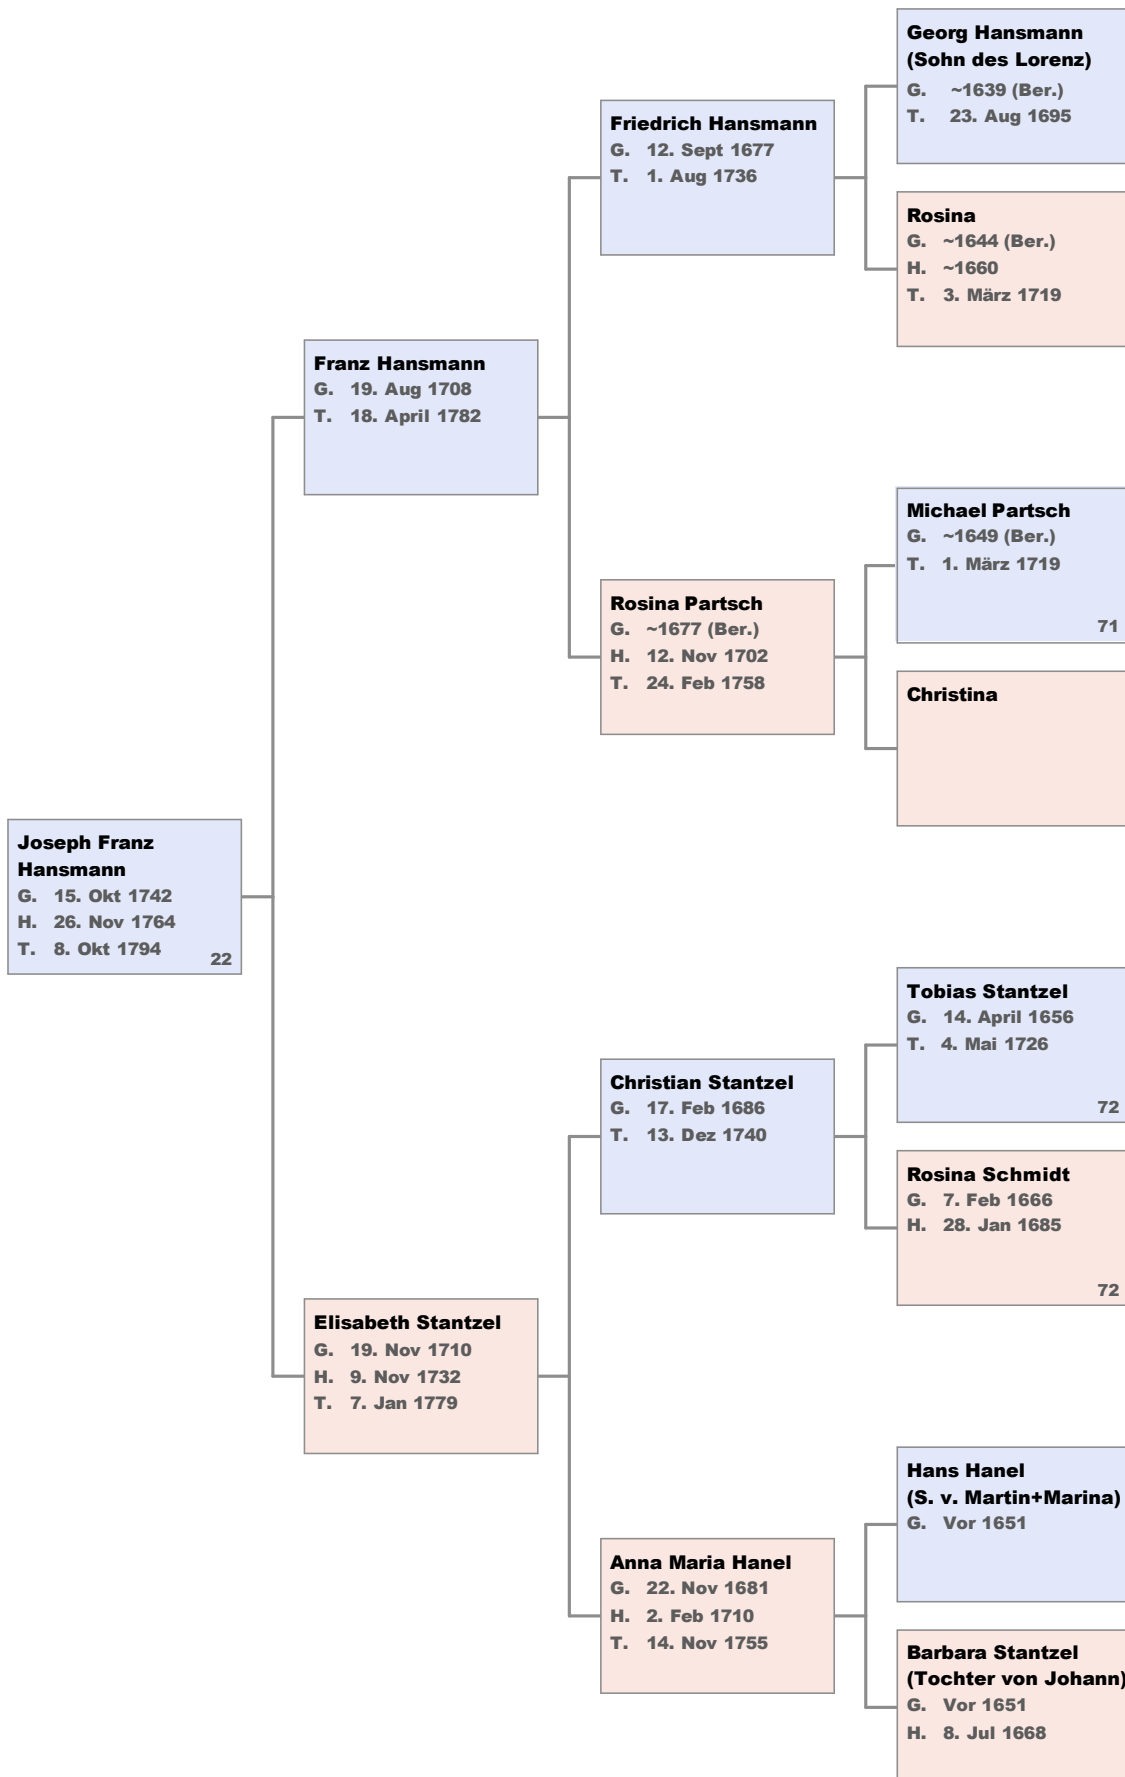 Georg Hansmann
(Sohn des Lorenz)
G. ~1639 (Ber.)
T. 23. Aug 1695
Friedrich Hansmann
G. 12. Sept 1677
T. 1. Aug 1736
Rosina
G. ~1644 (Ber.)
H. ~1660
T. 3. März 1719
Franz Hansmann
G. 19. Aug 1708
T. 18. April 1782
Michael Partsch
G. ~1649 (Ber.)
T. 1. März 1719
71
Rosina Partsch
G. ~1677 (Ber.)
H. 12. Nov 1702
T. 24. Feb 1758
Christina
Joseph Franz
Hansmann
G. 15. Okt 1742
H. 26. Nov 1764
T. 8. Okt 1794
22
Tobias Stantzel
G. 14. April 1656
T. 4. Mai 1726
72
Christian Stantzel
G. 17. Feb 1686
T. 13. Dez 1740
Rosina Schmidt
G. 7. Feb 1666
H. 28. Jan 1685
72
Elisabeth Stantzel
G. 19. Nov 1710
H. 9. Nov 1732
T. 7. Jan 1779
Hans Hanel
(S. v. Martin+Marina)
G. Vor 1651
Anna Maria Hanel
G. 22. Nov 1681
H. 2. Feb 1710
T. 14. Nov 1755
Barbara Stantzel
(Tochter von Johann)
G. Vor 1651
H. 8. Jul 1668